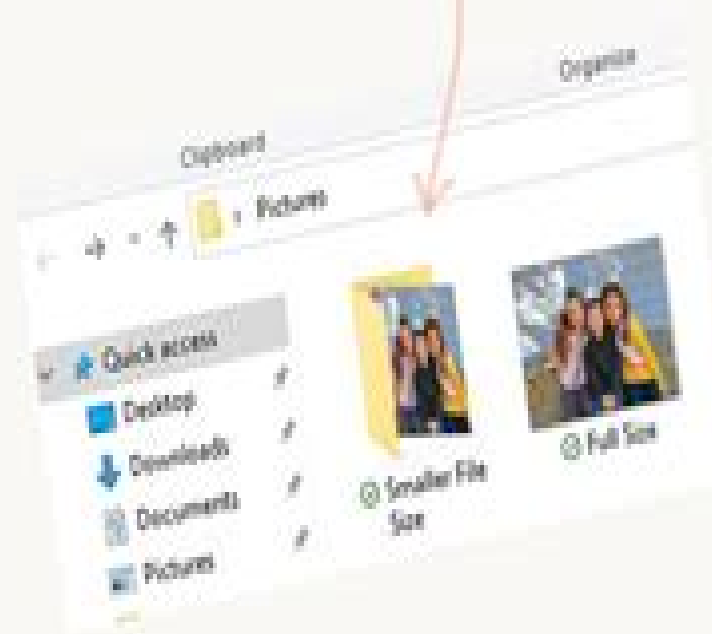 Organize
Clipboard
Pictures
Quick access
Desktop
Downloads
Documents
Pictures
Smaller File
Size
Full Size